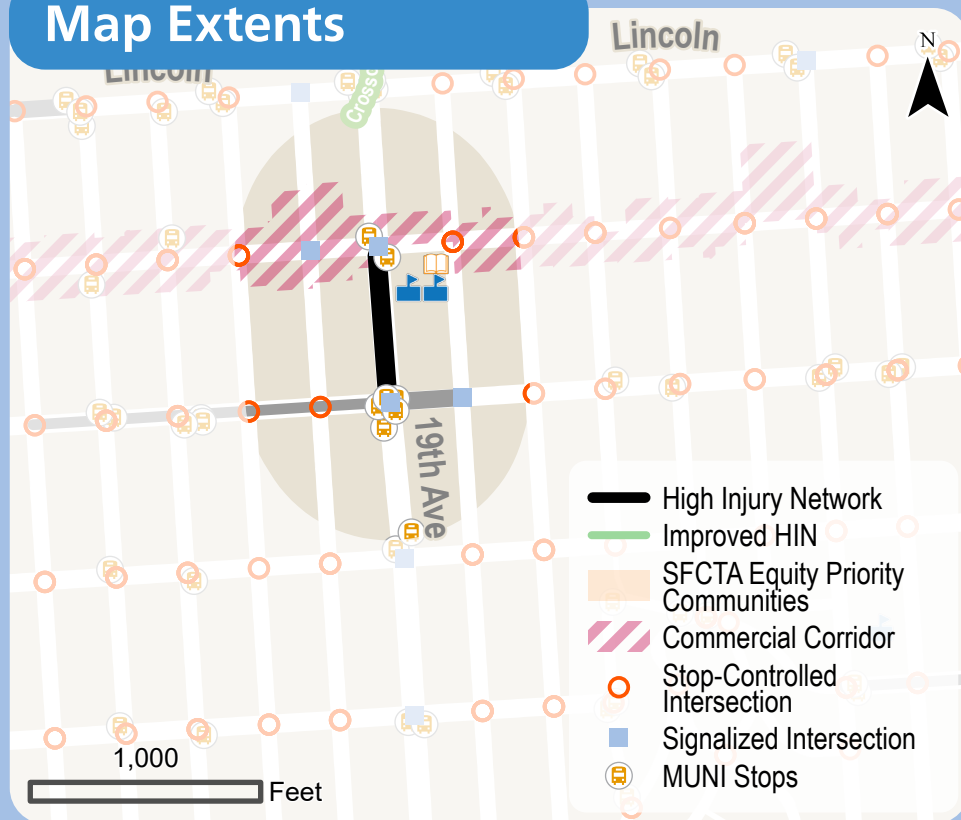 Map Extents
Lincoln
Lincoln
N
Crosso
19th Ave
High Injury Network
Improved HIN
SFCTA Equity Priority
Communities
Commercial Corridor
Stop-Controlled
Intersection
Signalized Intersection
MUNI Stops
1,000
Feet